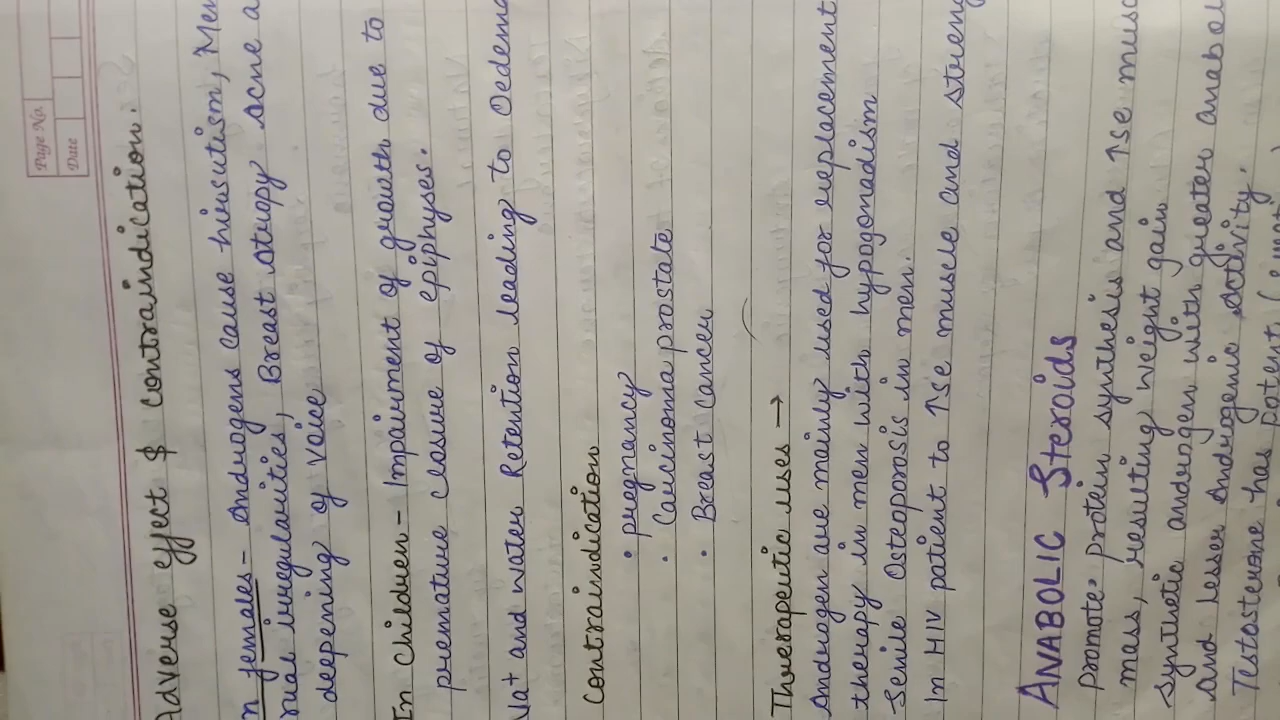 Page No.
Date
Adverse effect $ contraindication.
n females - Androgens cause hirsutism, Men
rual irregularities, Breast atropy acne a
deepening of voice
In children - Impairment of growth due to
premature closure of epiphyses.
Na+ and water Retention leading to Oedema
Contraindication
• pregnancy
• Carcinoma prostate
• Breast cancer
Therapeutic uses →
Androgen are mainly used for replacement
therapy in men with hypogonadism
Senile Osteoporosis in men.
In HIV patient to ↑se muscle and streng
ANABOLIC Steroids
promotes protein synthesis and ↑se musc
mass, resulting weight gain
synthetic androgen with greater anabol
and lesser Androgenic activity.
Testosterone has potent